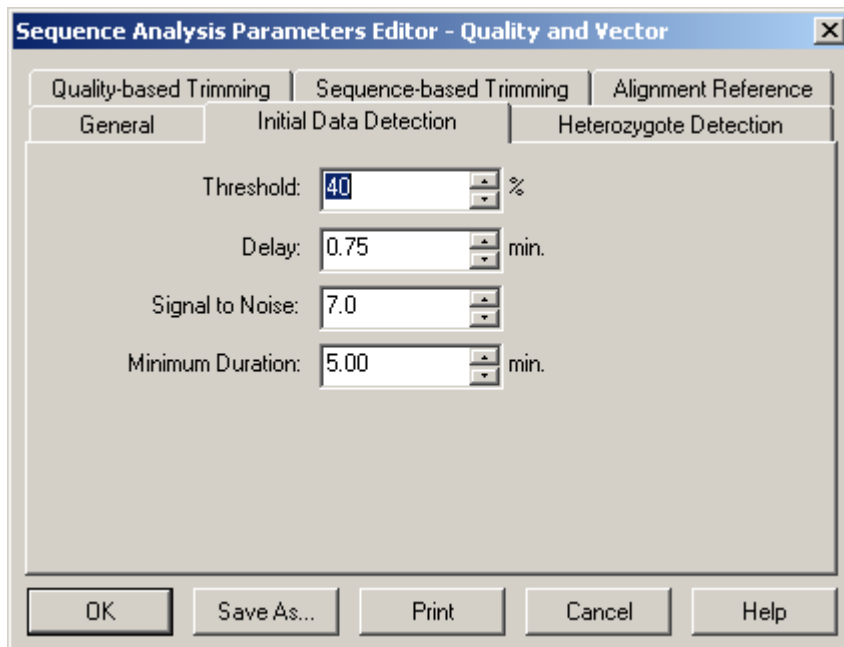 Sequence Analysis Parameters Editor - Quality and Vector
Quality-based Trimming Sequence-based Trimming Alignment Reference
General Initial Data Detection Heterozygote Detection
Threshold: 40 %
Delay: 0.75 min.
Signal to Noise: 7.0
Minimum Duration: 5.00 min.
OK Save As... Print Cancel Help